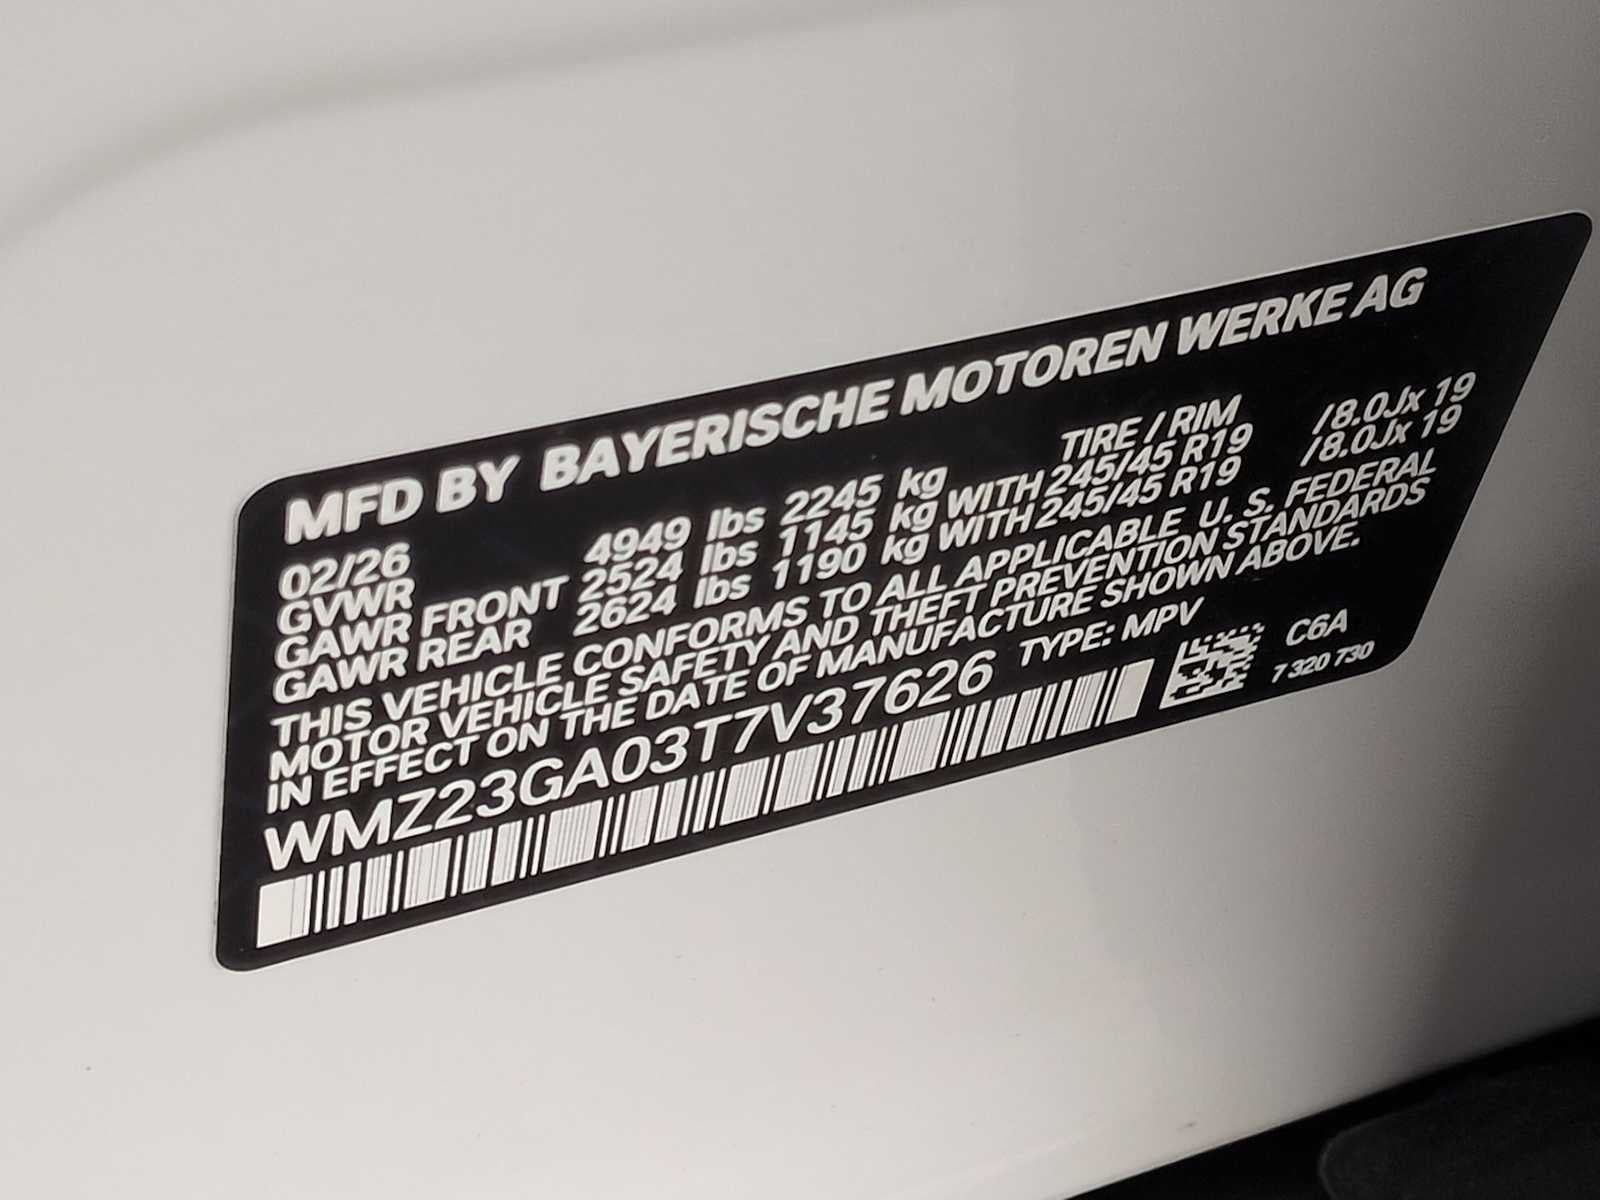 MFD BY BAYERISCHE MOTOREN WERKE AG
02/26 TIRE / RIM
GVWR 4949 lbs 2245 kg
GAWR FRONT 2524 lbs 1145 kg WITH 245/45 R19 /8.0Jx 19
GAWR REAR 2624 lbs 1190 kg WITH 245/45 R19 /8.0Jx 19
THIS VEHICLE CONFORMS TO ALL APPLICABLE U. S. FEDERAL
MOTOR VEHICLE SAFETY AND THEFT PREVENTION STANDARDS
IN EFFECT ON THE DATE OF MANUFACTURE SHOWN ABOVE.
WMZ23GA03T7V37626 TYPE: MPV
C6A
7 320 730